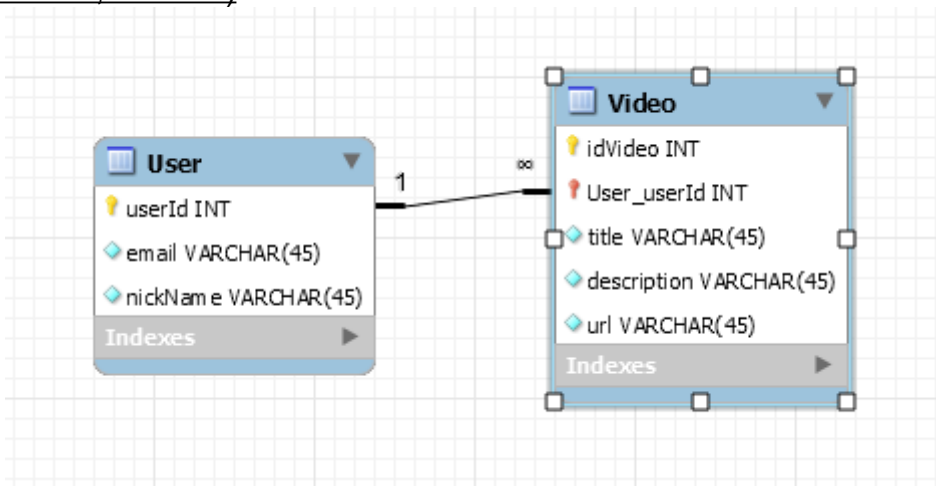 User
userId INT
email VARCHAR(45)
nickName VARCHAR(45)
Indexes
1
∞
Video
idVideo INT
User_userId INT
title VARCHAR(45)
description VARCHAR(45)
url VARCHAR(45)
Indexes